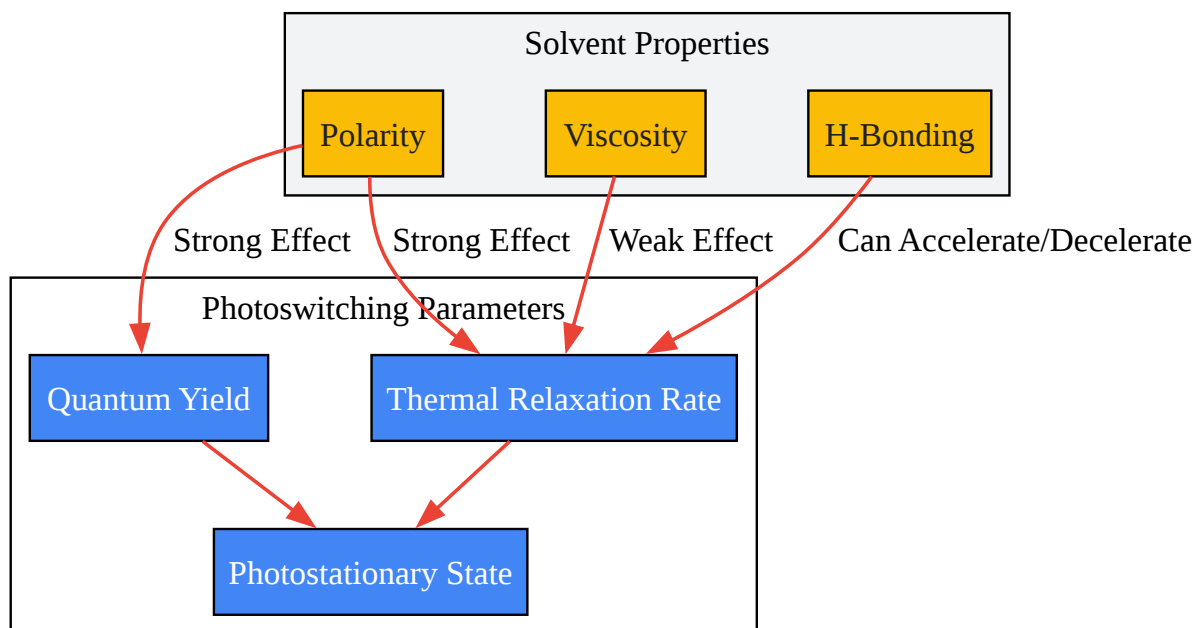 Solvent Properties
Polarity
Viscosity
H-Bonding
Strong Effect
Strong Effect
Weak Effect
Can Accelerate/Decelerate
Photoswitching Parameters
Quantum Yield
Thermal Relaxation Rate
Photostationary State